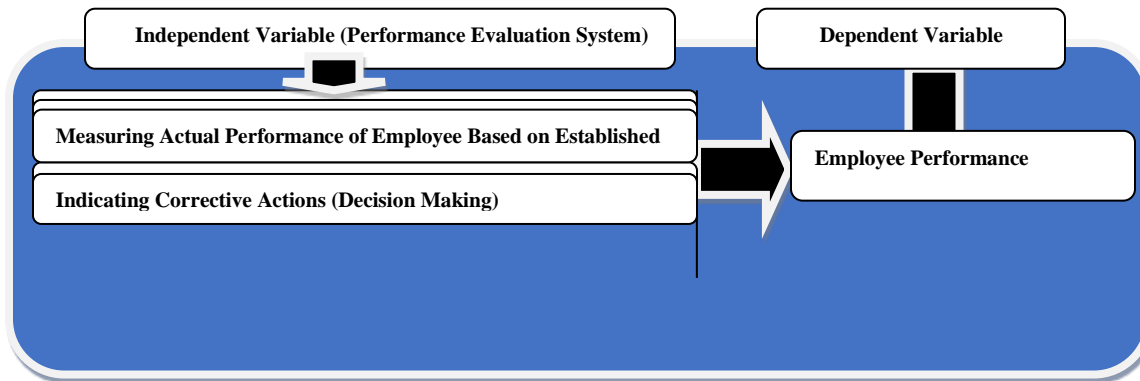 Independent Variable (Performance Evaluation System)
Dependent Variable
Measuring Actual Performance of Employee Based on Established
Employee Performance
Indicating Corrective Actions (Decision Making)